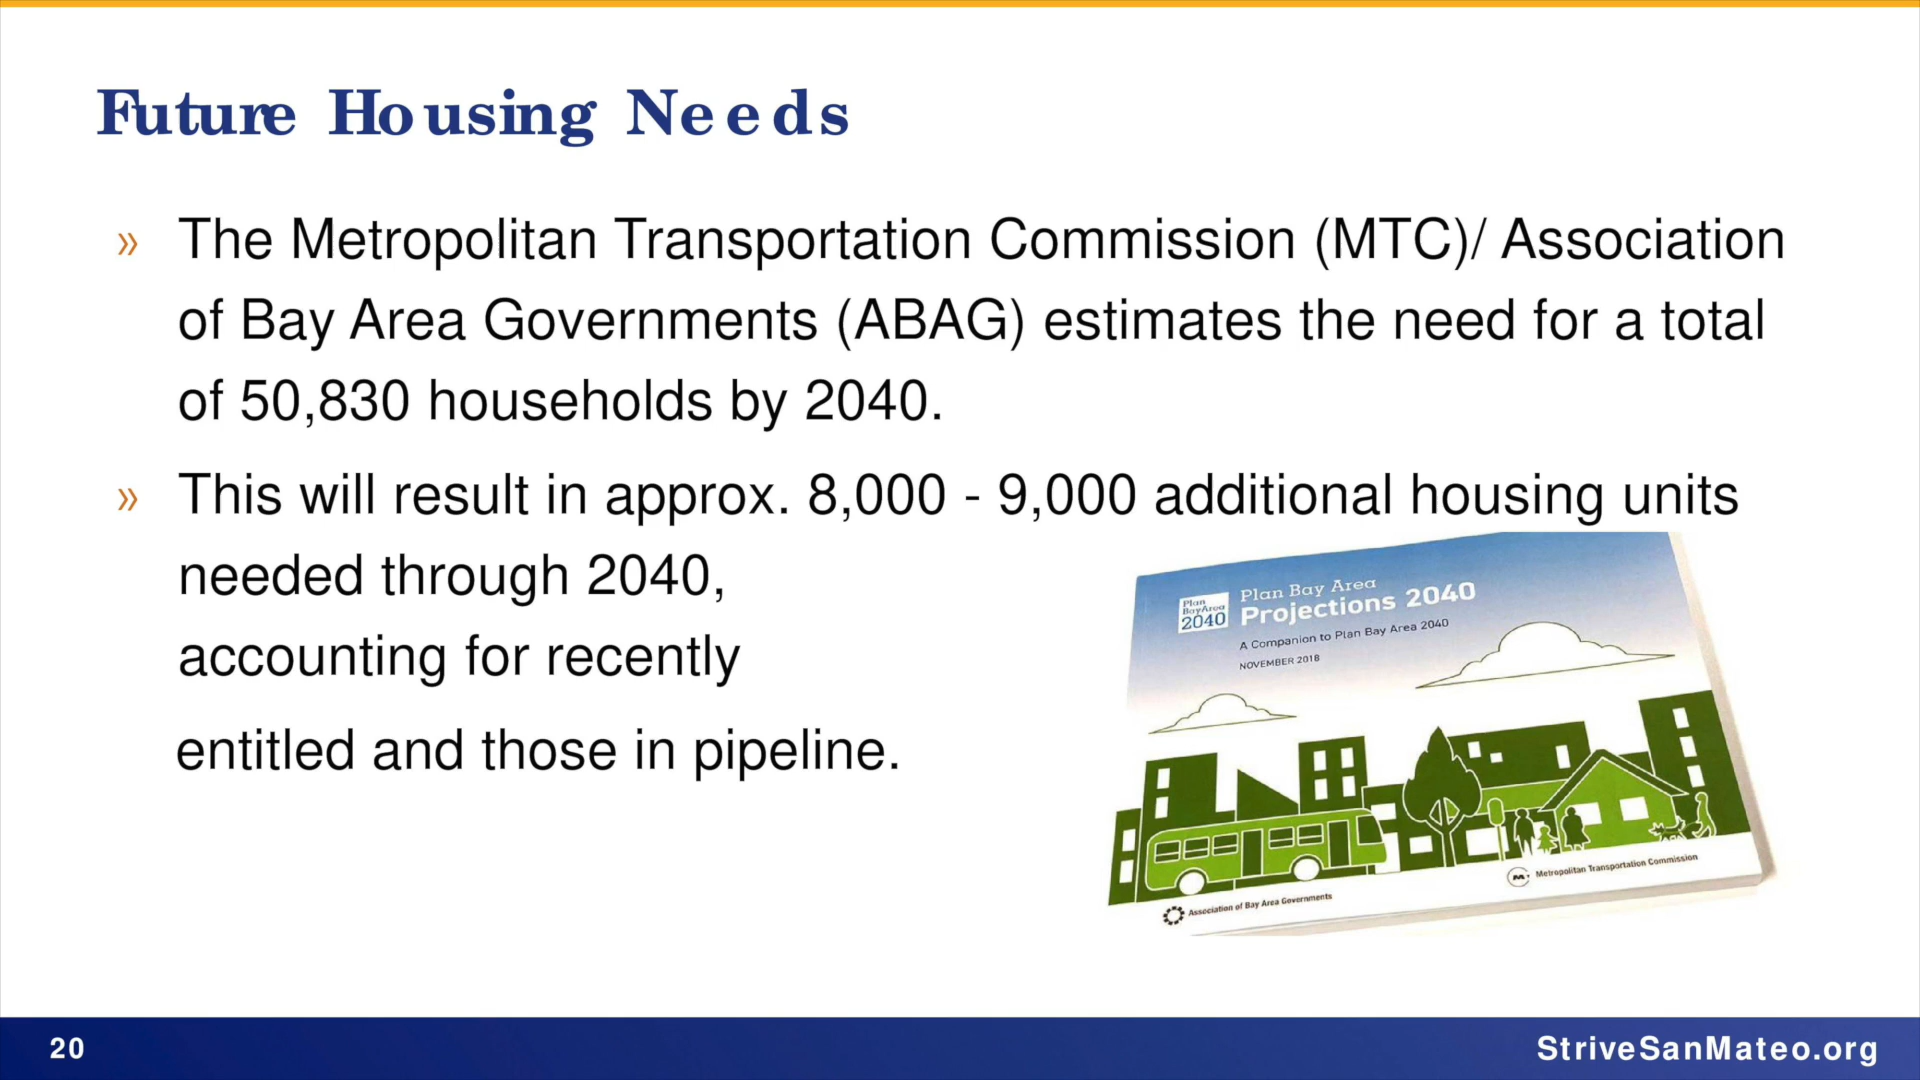 Future Housing Needs
» The Metropolitan Transportation Commission (MTC)/ Association
of Bay Area Governments (ABAG) estimates the need for a total
of 50,830 households by 2040.
» This will result in approx. 8,000 - 9,000 additional housing units
needed through 2040,
accounting for recently
entitled and those in pipeline.
Plan
BayArea
2040
Plan Bay Area
Projections 2040
A Companion to Plan Bay Area 2040
NOVEMBER 2018
Association of Bay Area Governments
Metropolitan Transportation Commission
20
StriveSanMateo.org